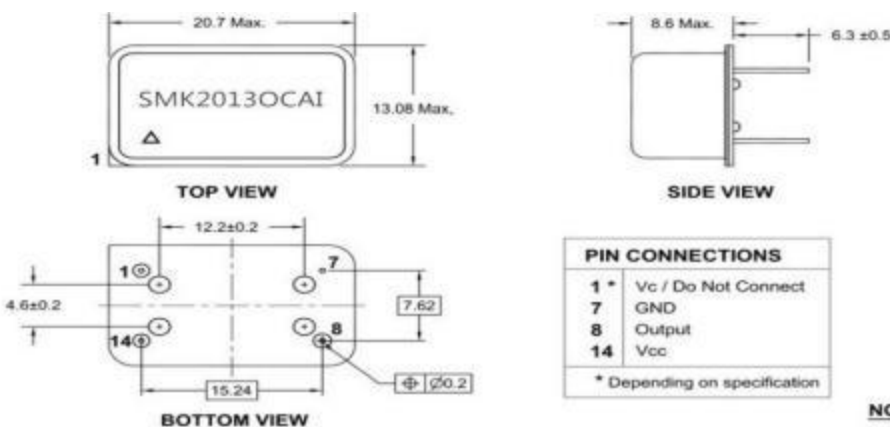 20.7 Max.
SMK2013OCAI
13.08 Max,
1
TOP VIEW
8.6 Max.
6.3 ±0.5
SIDE VIEW
12.2±0.2
1
7
4.6±0.2
7.62
14
8
15.24
⌖ Ø0.2
BOTTOM VIEW
PIN CONNECTIONS
1 * Vc / Do Not Connect
7 GND
8 Output
14 Vcc
* Depending on specification